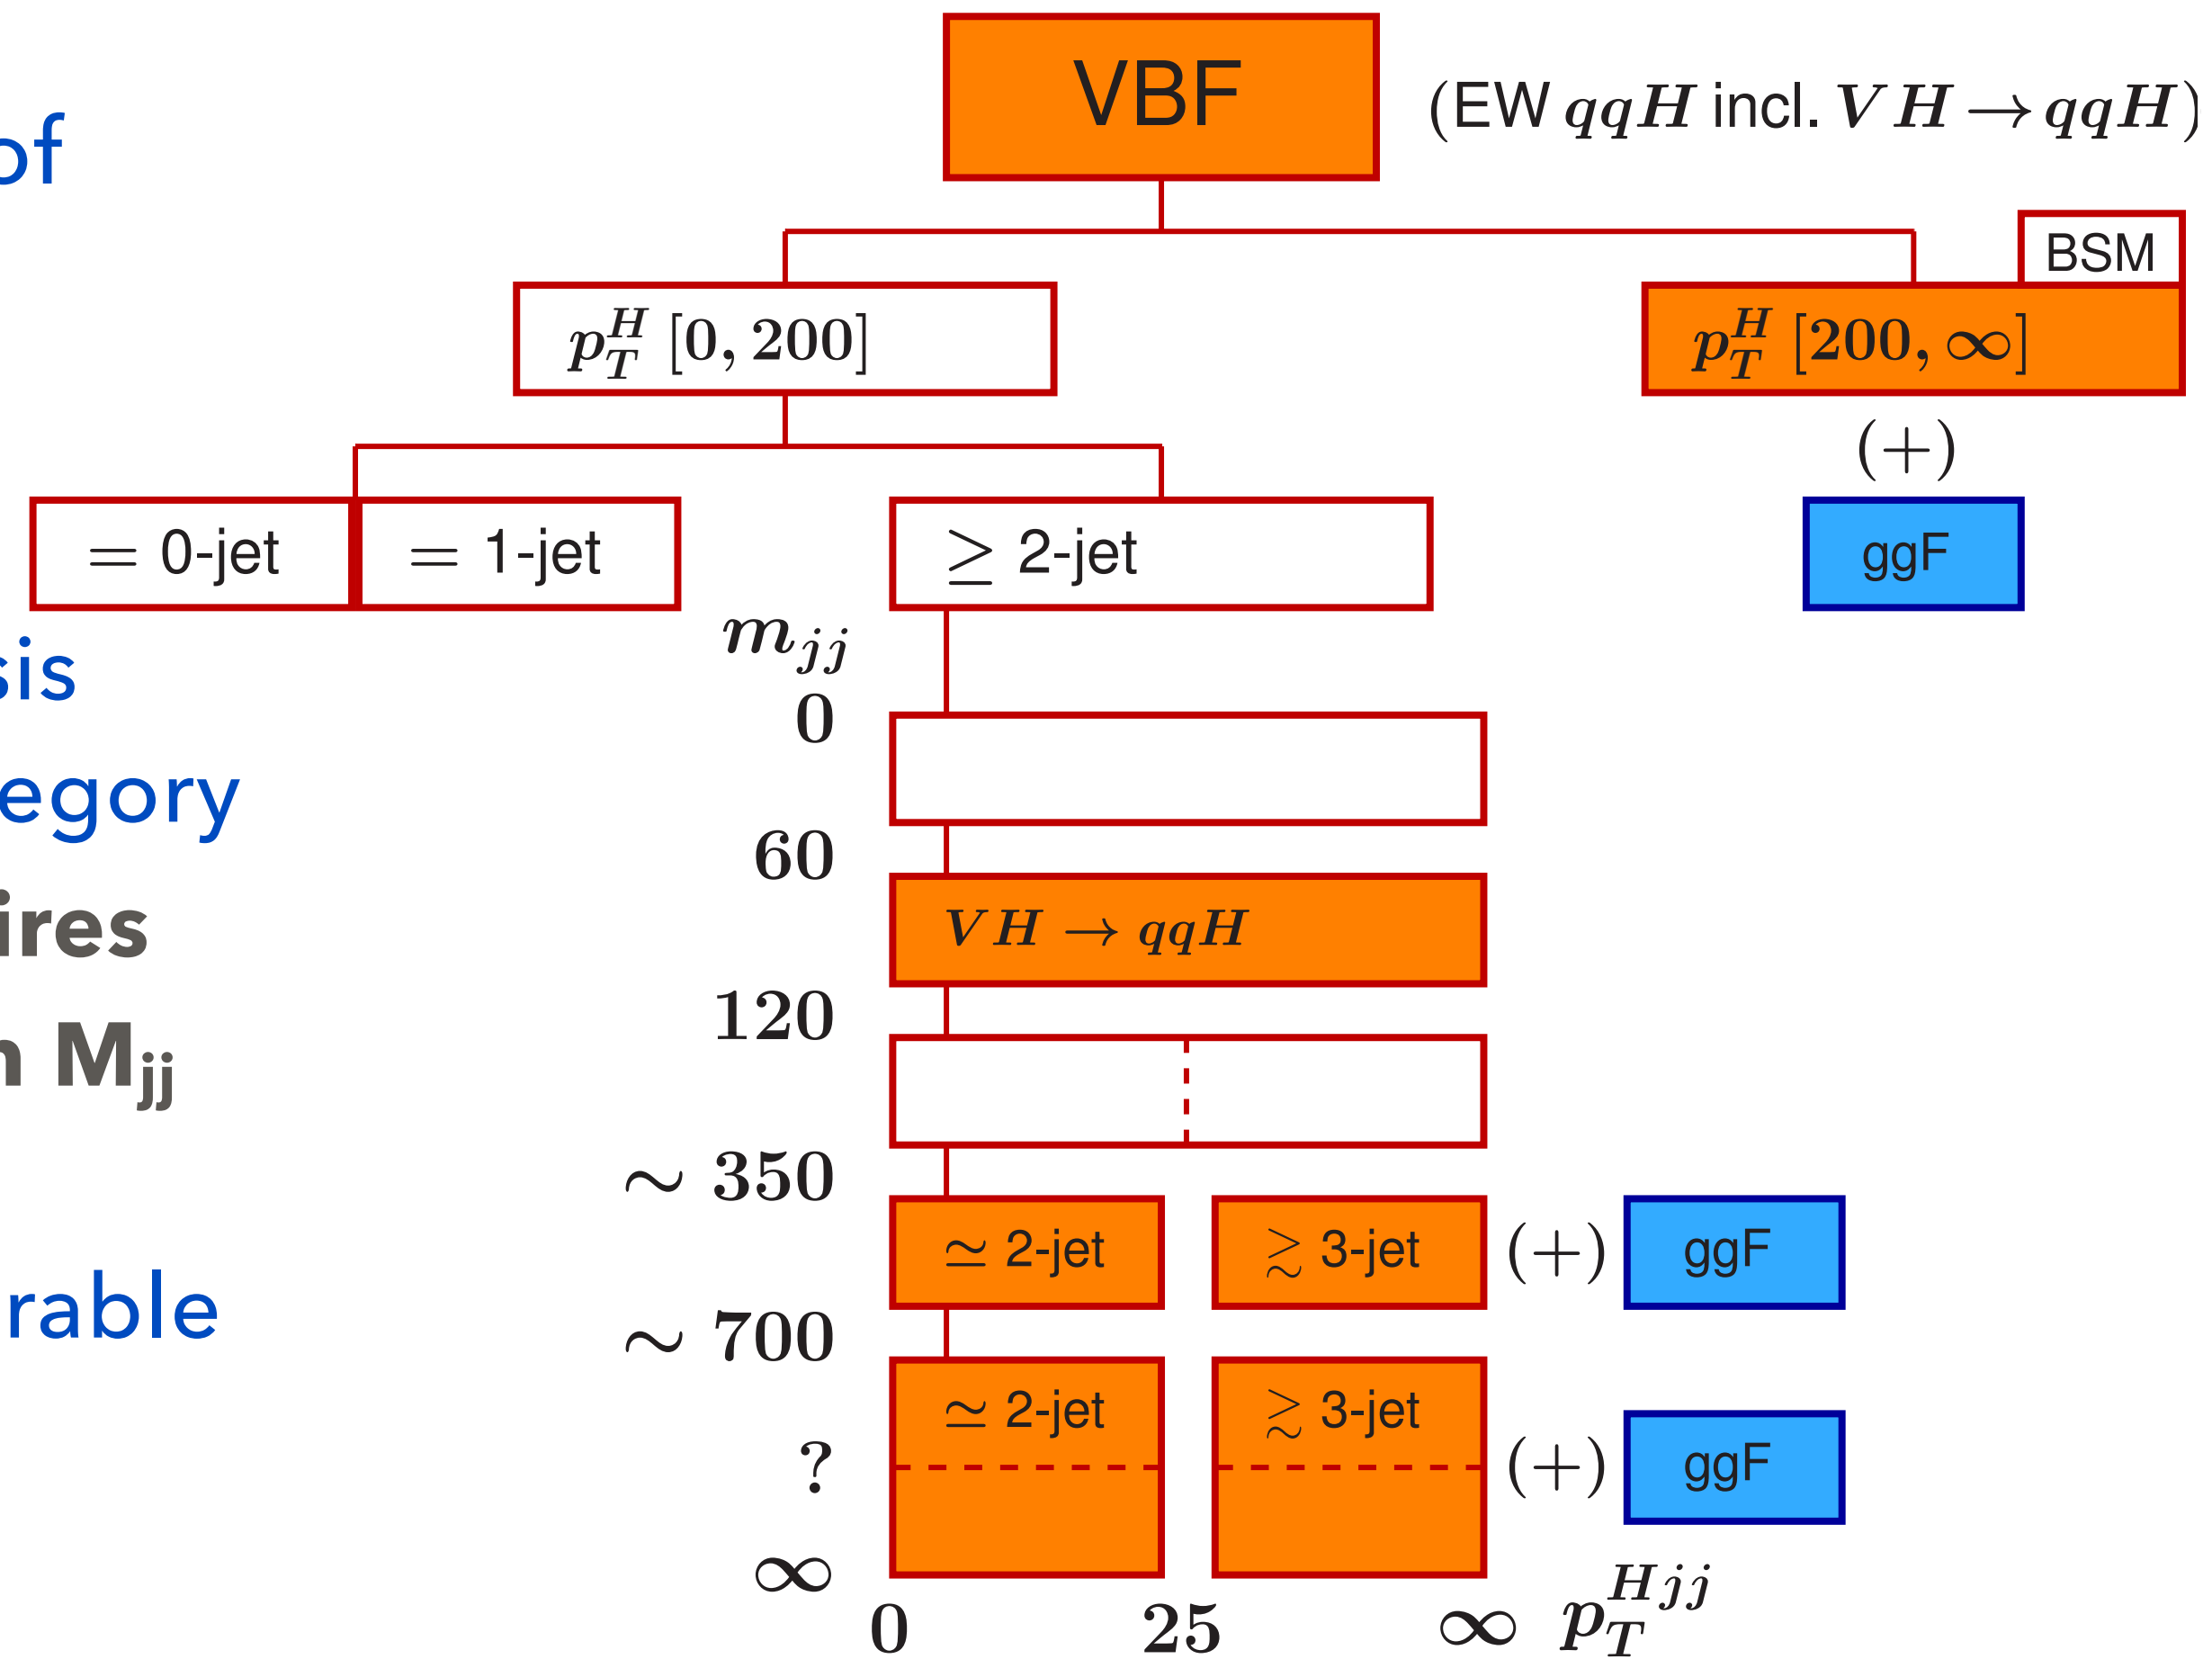 of
sis
egory
ires
n M_jj
rable
VBF
(EW qqH incl. VH → qqH)
BSM
p_T^H [0, 200]
p_T^H [200, ∞]
(+)
= 0-jet
= 1-jet
≥ 2-jet
ggF
m_jj
0
60
VH → qqH
120
∼ 350
≃ 2-jet
≳ 3-jet
(+)
ggF
∼ 700
≃ 2-jet
≳ 3-jet
(+)
ggF
?
∞
0
25
∞
p_T^Hjj